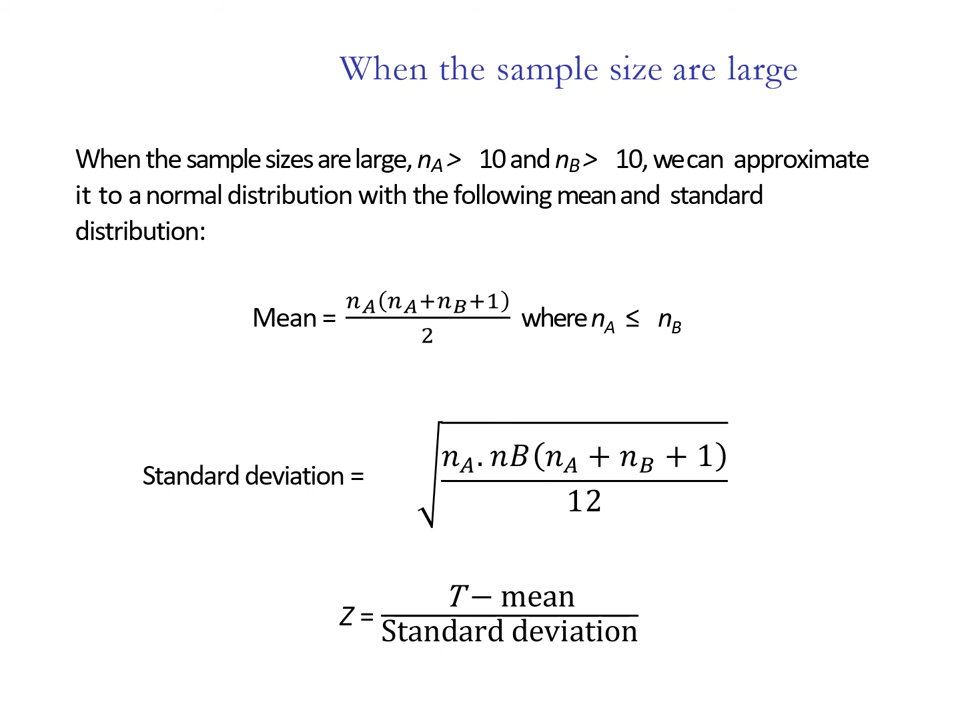 When the sample size are large
When the sample sizes are large, nA > 10 and nB > 10, we can approximate
it to a normal distribution with the following mean and standard
distribution:
Mean = nA(nA+nB+1)/2 where nA ≤ nB
Standard deviation = √(nA. nB(nA + nB + 1)/12)
Z = T − mean / Standard deviation